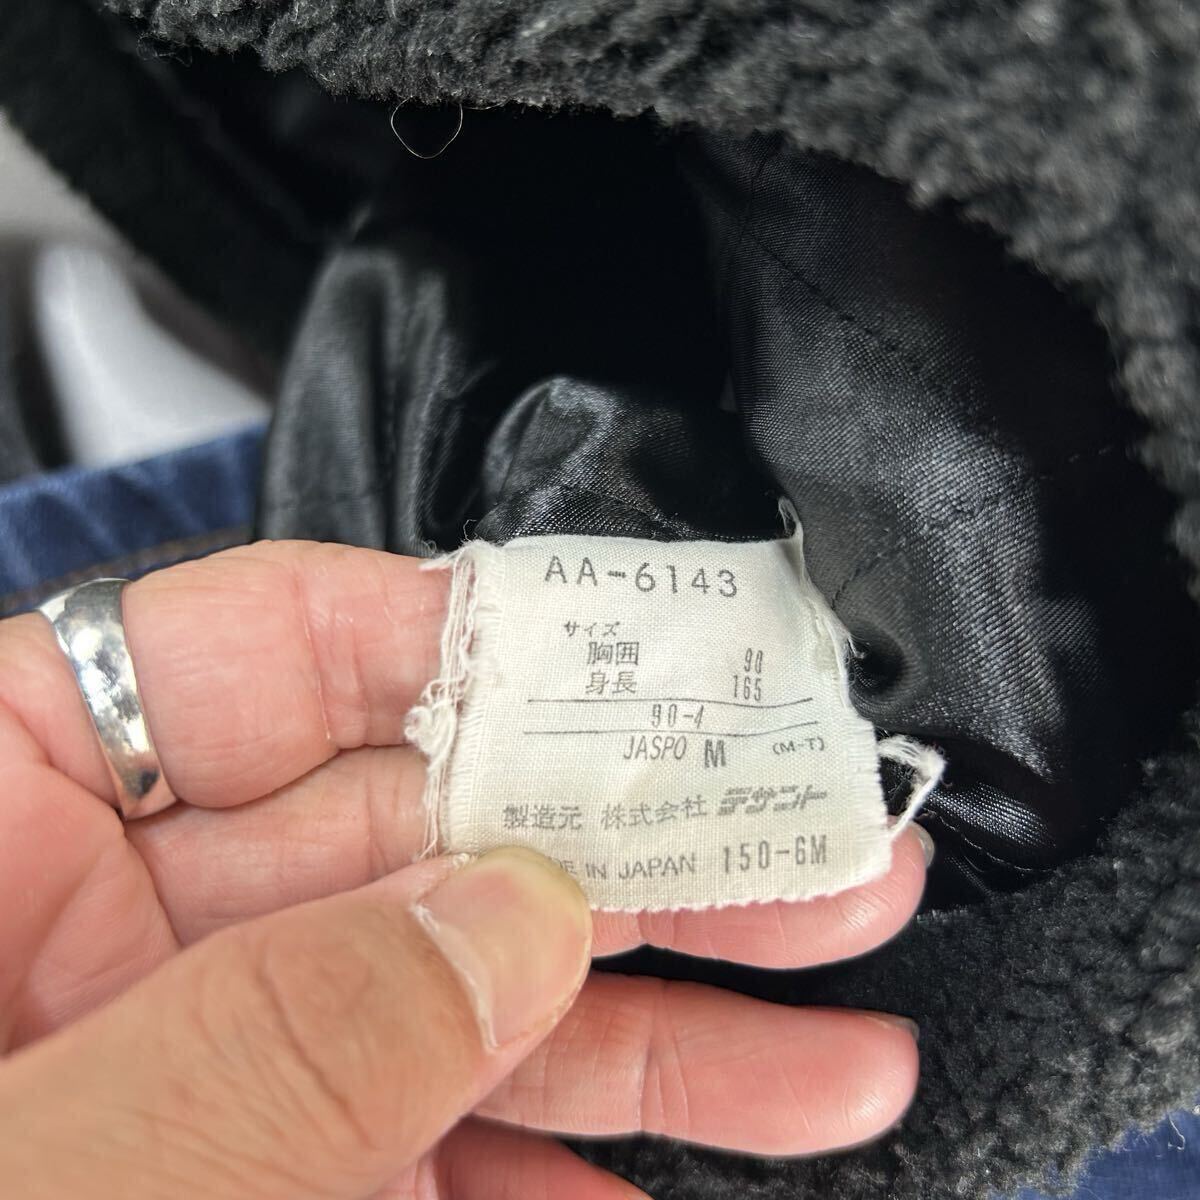 AA-6143
サイズ
胸囲 90
身長 165
90-4
JASPO M (M-T)
製造元 株式会社 デサント
IN JAPAN 150-6M